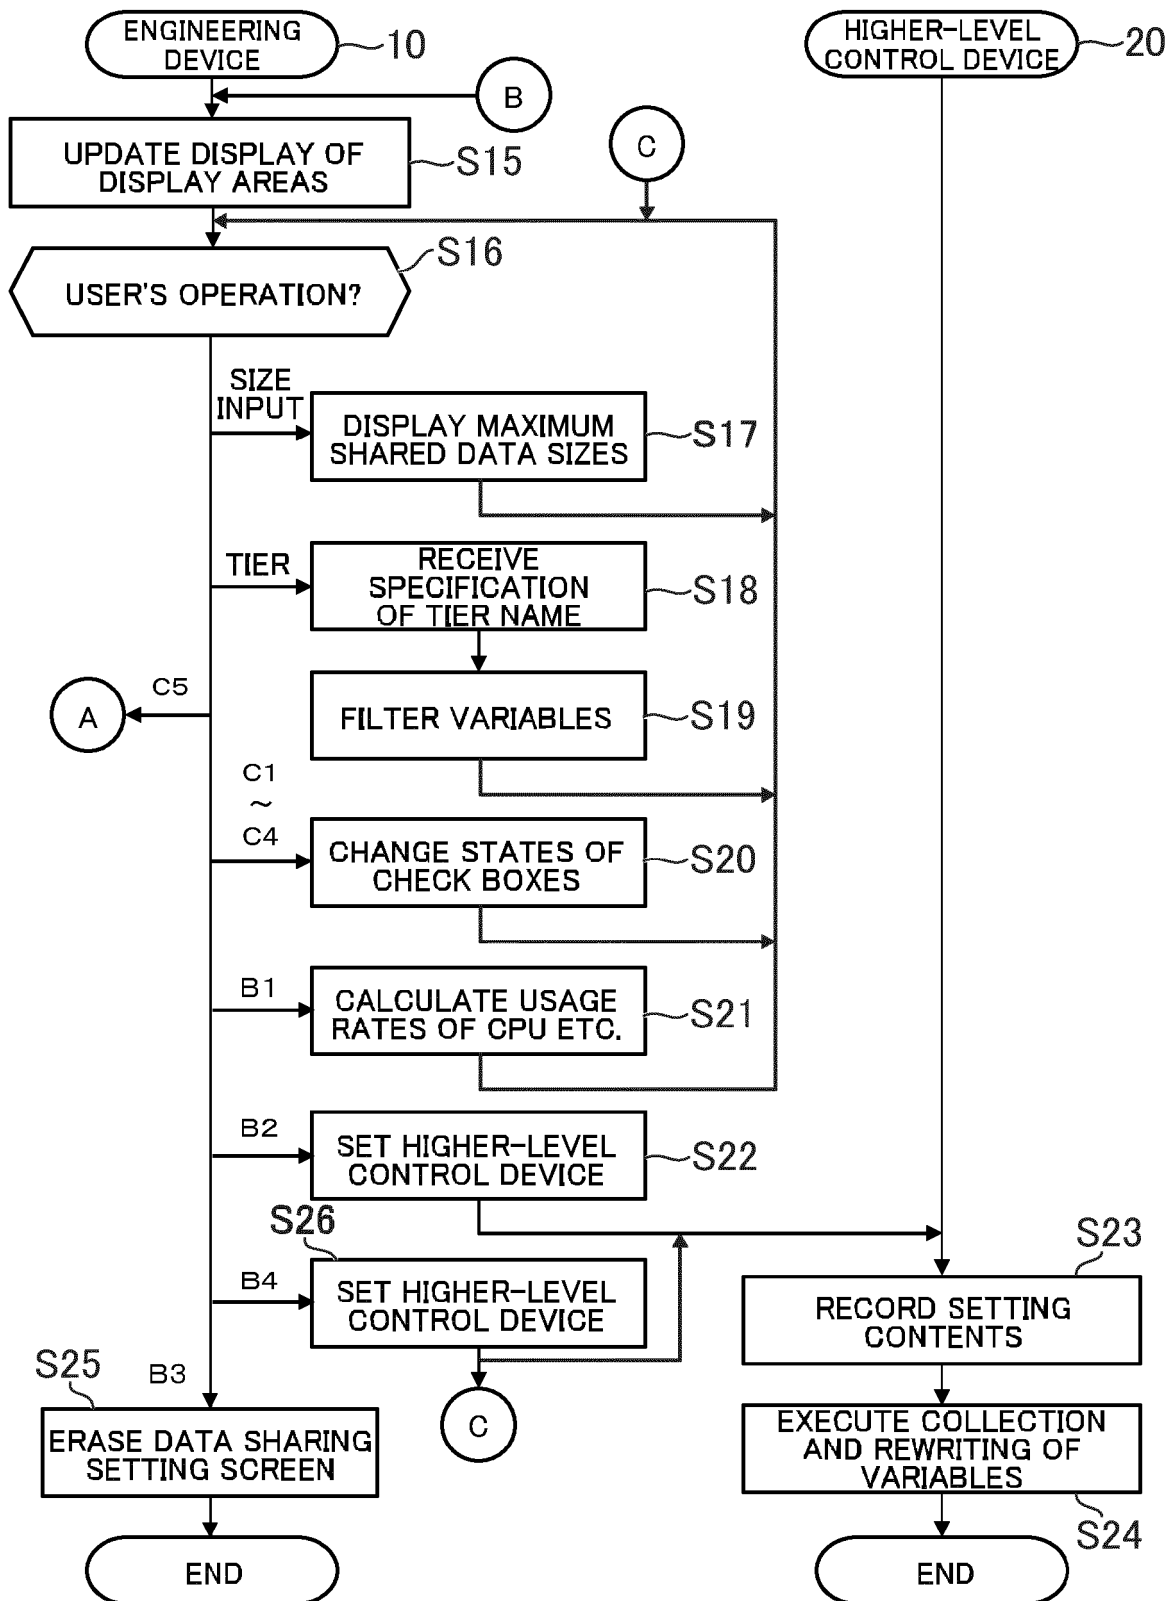 ENGINEERING
DEVICE
10
HIGHER-LEVEL
CONTROL DEVICE
20
B
C
UPDATE DISPLAY OF
DISPLAY AREAS
S15
S16
USER'S OPERATION?
SIZE
INPUT
DISPLAY MAXIMUM
SHARED DATA SIZES
S17
TIER
RECEIVE
SPECIFICATION
OF TIER NAME
S18
C5
A
FILTER VARIABLES
S19
C1
~
C4
CHANGE STATES OF
CHECK BOXES
S20
B1
CALCULATE USAGE
RATES OF CPU ETC.
S21
B2
SET HIGHER-LEVEL
CONTROL DEVICE
S22
S26
B4
SET HIGHER-LEVEL
CONTROL DEVICE
S23
RECORD SETTING
CONTENTS
S25
B3
C
ERASE DATA SHARING
SETTING SCREEN
EXECUTE COLLECTION
AND REWRITING OF
VARIABLES
S24
END
END